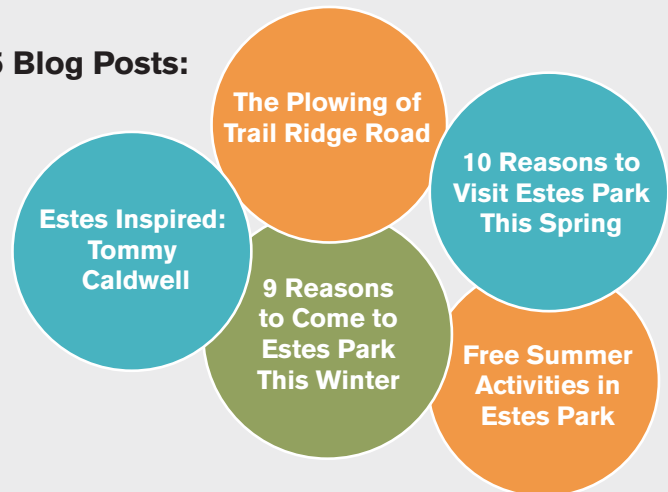 5 Blog Posts:
The Plowing of
Trail Ridge Road
10 Reasons to
Visit Estes Park
This Spring
Estes Inspired:
Tommy
Caldwell
9 Reasons
to Come to
Estes Park
This Winter
Free Summer
Activities in
Estes Park